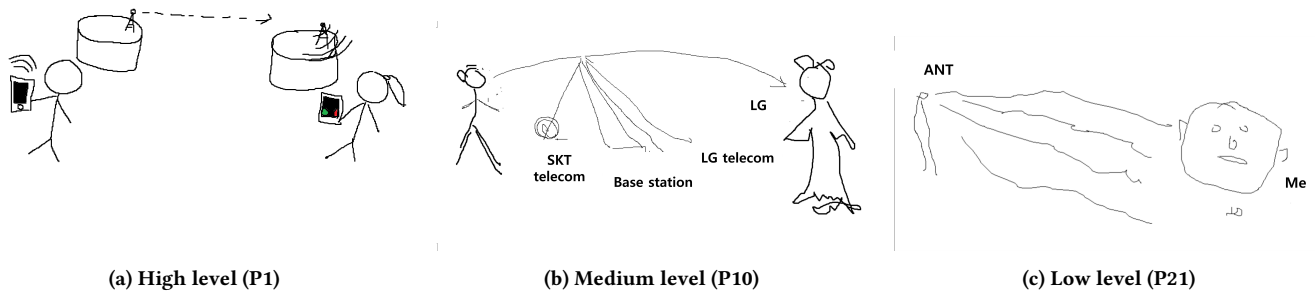 ANT
LG
SKT
telecom
LG telecom
Base station
Me
(a) High level (P1)
(b) Medium level (P10)
(c) Low level (P21)